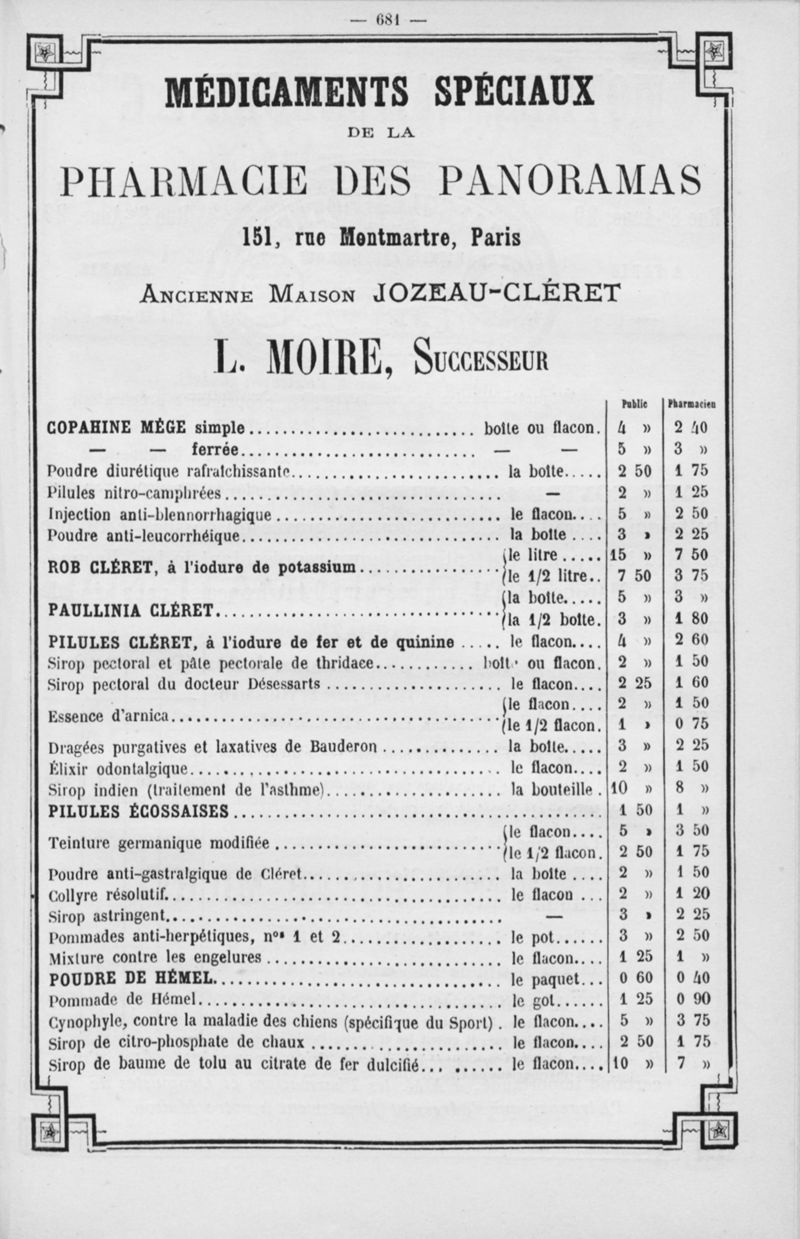 — 681 —
MÉDICAMENTS SPÉCIAUX
DE LA
PHARMACIE DES PANORAMAS
151, rue Montmartre, Paris
ANCIENNE MAISON JOZEAU-CLÉRET
L. MOIRE, SUCCESSEUR
Public Pharmacien
COPAHINE MÉGE simple .......... boîte ou flacon. 4 » 2 40
— — ferrée .......... — — 5 » 3 »
Poudre diurétique rafraîchissante .......... la boîte..... 2 50 1 75
Pilules nitro-camphrées .......... — 2 » 1 25
Injection anti-blennorrhagique .......... le flacon.... 5 » 2 50
Poudre anti-leucorrhéique .......... la boîte .... 3 » 2 25
ROB CLÉRET, à l'iodure de potassium .......... le litre ..... 15 » 7 50
le 1/2 litre.. 7 50 3 75
PAULLINIA CLÉRET .......... la boîte..... 5 » 3 »
la 1/2 boîte. 3 » 1 80
PILULES CLÉRET, à l'iodure de fer et de quinine ..... le flacon.... 4 » 2 60
Sirop pectoral et pâte pectorale de thridace .......... boîte ou flacon. 2 » 1 50
Sirop pectoral du docteur Désessarts .......... le flacon.... 2 25 1 60
Essence d'arnica .......... le flacon.... 2 » 1 50
le 1/2 flacon. 1 » 0 75
Dragées purgatives et laxatives de Bauderon .......... la boîte..... 3 » 2 25
Élixir odontalgique .......... le flacon.... 2 » 1 50
Sirop indien (traitement de l'asthme) .......... la bouteille . 10 » 8 »
PILULES ÉCOSSAISES .......... 1 50 1 »
Teinture germanique modifiée .......... le flacon.... 5 » 3 50
le 1/2 flacon. 2 50 1 75
Poudre anti-gastralgique de Cléret .......... la boîte .... 2 » 1 50
Collyre résolutif .......... le flacon ... 2 » 1 20
Sirop astringent .......... — 3 » 2 25
Pommades anti-herpétiques, nos 1 et 2 .......... le pot...... 3 » 2 50
Mixture contre les engelures .......... le flacon.... 1 25 1 »
POUDRE DE HÉMEL .......... le paquet... 0 60 0 40
Pommade de Hémel .......... le got...... 1 25 0 90
Cynophyle, contre la maladie des chiens (spécifique du Sport) . le flacon.... 5 » 3 75
Sirop de citro-phosphate de chaux .......... le flacon.... 2 50 1 75
Sirop de baume de tolu au citrate de fer dulcifié... ...... le flacon.... 10 » 7 »